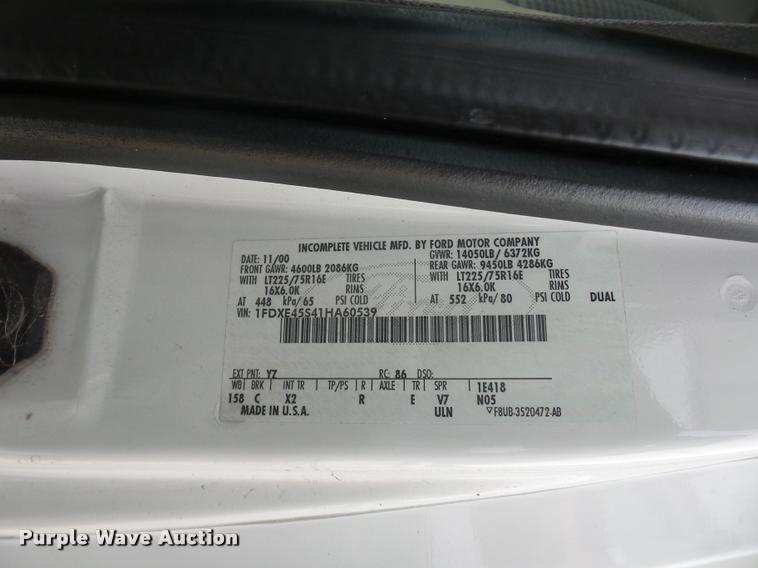 INCOMPLETE VEHICLE MFD. BY FORD MOTOR COMPANY
DATE: 11/00 GVWR: 14050LB/ 6372KG
FRONT GAWR: 4600LB 2086KG REAR GAWR: 9450LB 4286KG
WITH LT225/75R16E TIRES WITH LT225/75R16E TIRES
16X6.0K RIMS 16X6.0K RIMS
AT 448 kPa/65 PSI COLD AT 552 kPa/80 PSI COLD DUAL
VIN: 1FDXE45S41HA60539
EXT PNT: YZ RC: 86 DSO:
WB BRK INT TR TP/PS R AXLE TR SPR 1E418
158 C X2 R E V7 N05
MADE IN U.S.A. ULN F8UB-3520472-AB
Purple Wave Auction